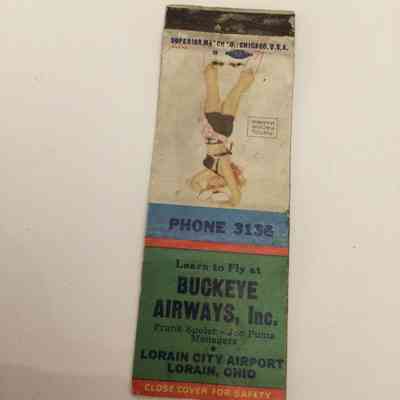 SUPERIOR MATCH CO., CHICAGO, U.S.A.
PHONE 3136
Learn to Fly at
BUCKEYE
AIRWAYS, Inc.
Managers
LORAIN CITY AIRPORT
LORAIN, OHIO
CLOSE COVER FOR SAFETY